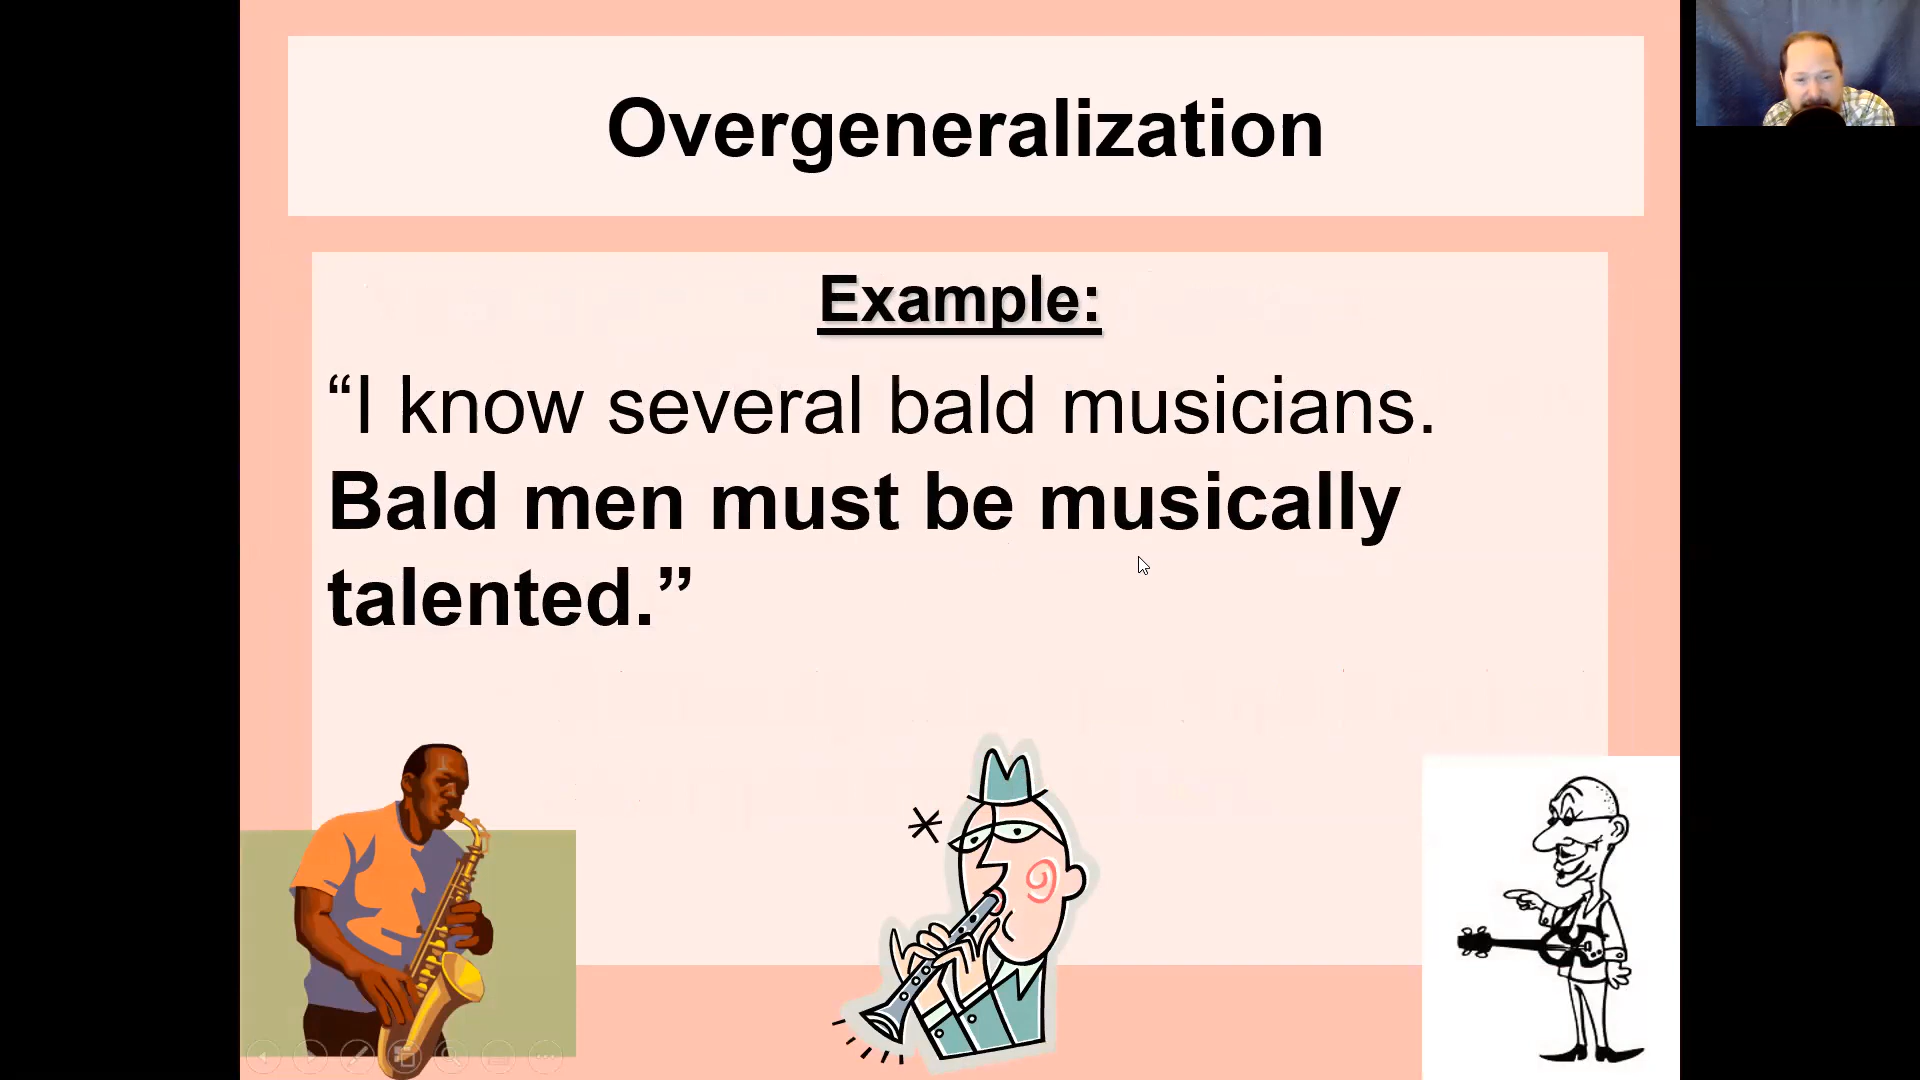 Overgeneralization
Example:
“I know several bald musicians.
Bald men must be musically
talented.”